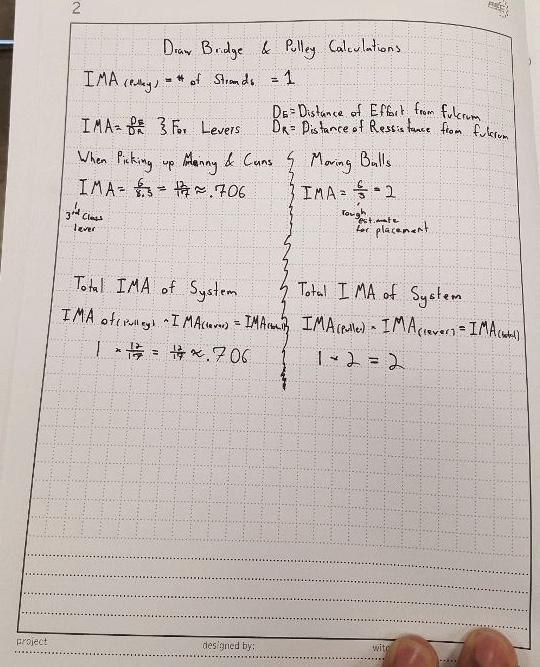 2
Draw Bridge & Pulley Calculations
IMA (Pulley) = # of Strands = 1
DE = Distance of Effort from fulcrum
IMA = DE/DR } For Levers
DR = Distance of Ressistance from fulcrum
When Picking up Manny & Cans
IMA = 6/8.5 = 12/17 ≈ .706
3rd Class
lever
Moving Balls
IMA = 6/3 = 2
rough
estimate
for placement
Total IMA of System
IMA of (Pulley) · IMA (lever) = IMA (total)
1 · 12/17 = 12/17 ≈ .706
Total IMA of System
IMA (Pulley) · IMA (lever) = IMA (total)
1 · 2 = 2
project
designed by: